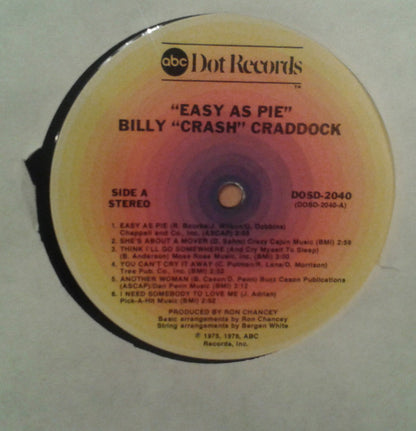 abc Dot Records
TM
"EASY AS PIE"
BILLY "CRASH" CRADDOCK
SIDE A
STEREO
DOSD-2040
(DOSD-2040-A)
1. EASY AS PIE (R. Bourke/J. Wilson/G. Dobbins)
Chappell and Co., Inc. (ASCAP) 2:58
2. SHE'S ABOUT A MOVER (D. Sahm) Crazy Cajun Music (BMI) 2:59
3. THINK I'LL GO SOMEWHERE (And Cry Myself To Sleep)
(B. Anderson) Moss Rose Music, Inc. (BMI) 3:00
4. YOU CAN'T CRY IT AWAY (C. Putman/R. Lane/D. Morrison)
Tree Pub. Co., Inc. (BMI) 2:52
5. ANOTHER WOMAN (B. Cason/D. Penn) Buzz Cason Publications
(ASCAP)/Dan Penn Music (BMI) 3:12
6. I NEED SOMEBODY TO LOVE ME (J. Adrian)
Pick-A-Hit Music (BMI) 2:52
PRODUCED BY RON CHANCEY
Basic arrangements by Ron Chancey
String arrangements by Bergen White
℗ 1975, 1976, ABC
Records, Inc.